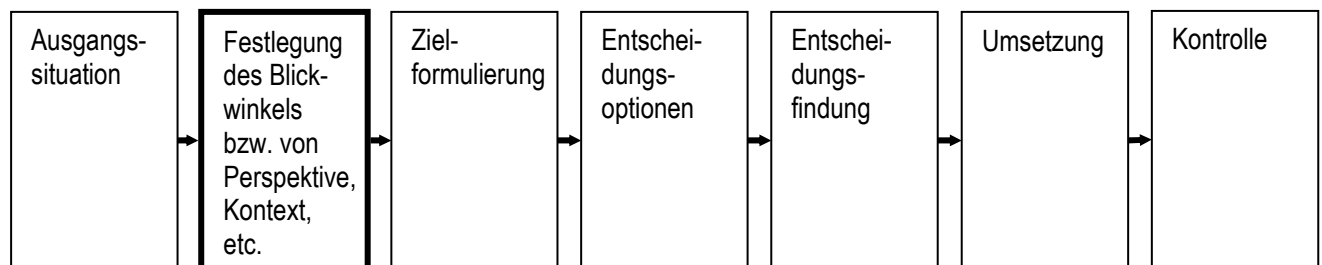 Ausgangs-
situation
Festlegung
des Blick-
winkels
bzw. von
Perspektive,
Kontext,
etc.
Ziel-
formulierung
Entschei-
dungs-
optionen
Entschei-
dungs-
findung
Umsetzung
Kontrolle